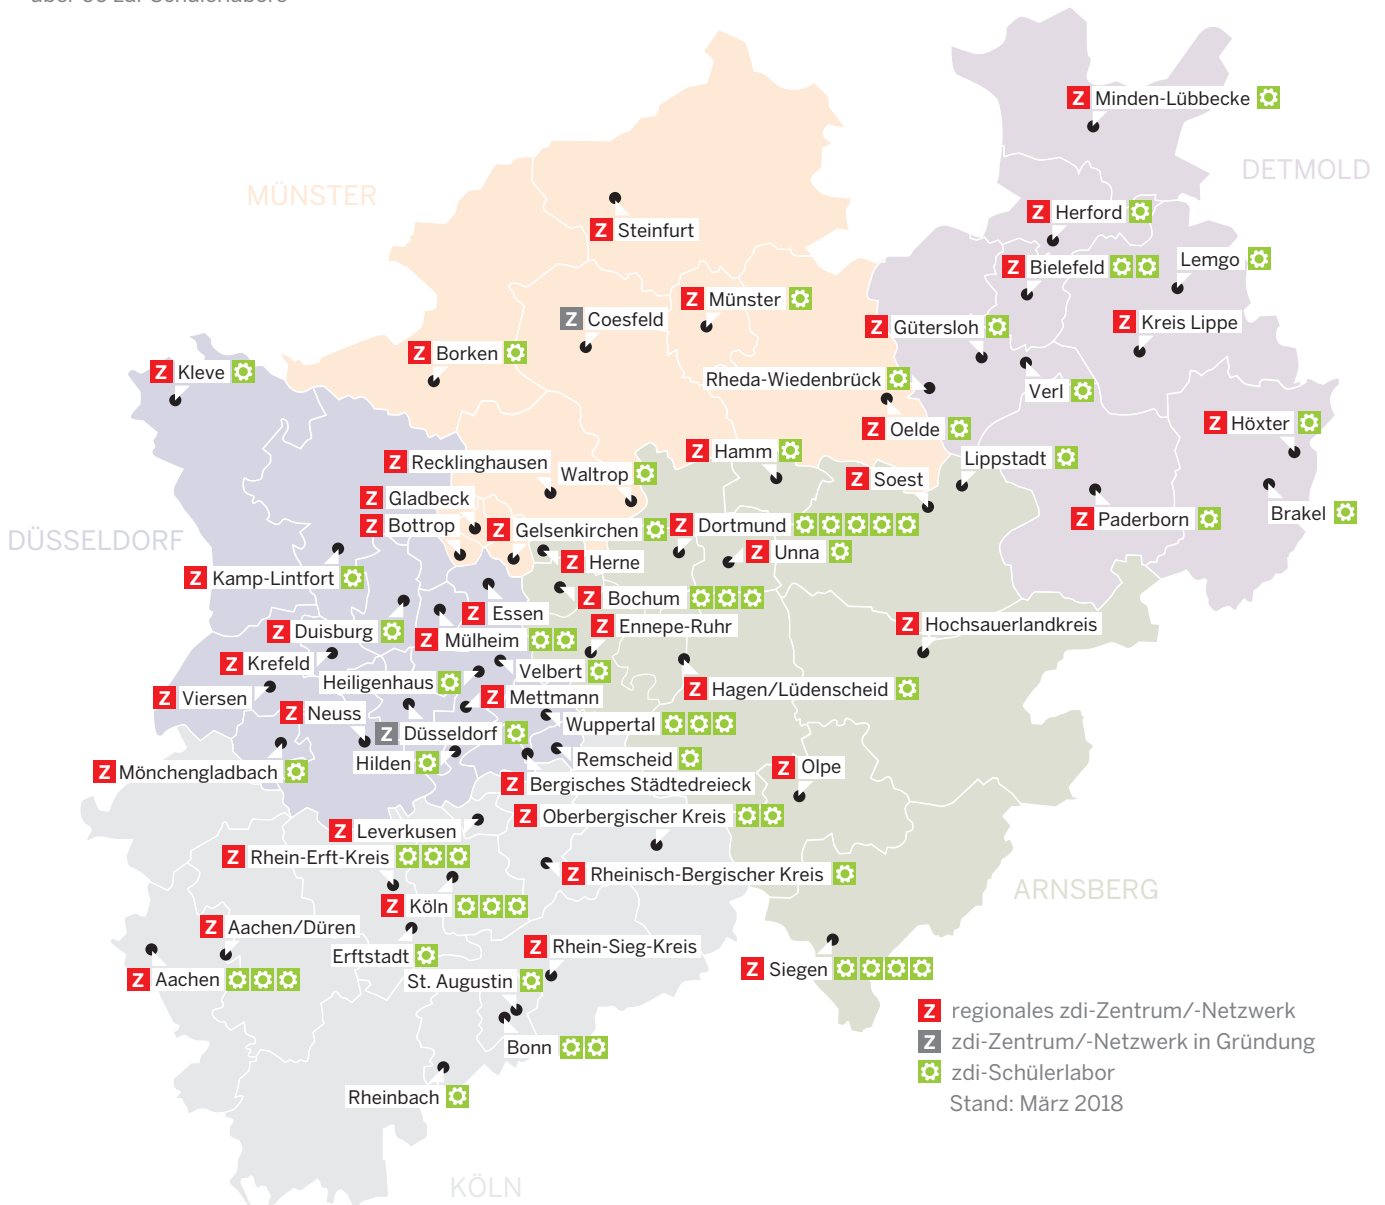 Z Minden-Lübbecke
DETMOLD
MÜNSTER
Z Herford
Z Steinfurt
Lemgo
Z Bielefeld
Z Münster
Z Coesfeld
Z Kreis Lippe
Z Gütersloh
Z Borken
Z Kleve
Rheda-Wiedenbrück
Verl
Z Höxter
Z Oelde
Z Hamm
Lippstadt
Z Recklinghausen
Waltrop
Z Soest
Z Gladbeck
Brakel
Z Paderborn
Z Bottrop
Z Gelsenkirchen
Z Dortmund
DÜSSELDORF
Z Unna
Z Herne
Z Kamp-Lintfort
Z Bochum
Z Essen
Z Hochsauerlandkreis
Z Ennepe-Ruhr
Z Duisburg
Z Mülheim
Z Krefeld
Velbert
Heiligenhaus
Z Hagen/Lüdenscheid
Z Viersen
Z Mettmann
Z Neuss
Wuppertal
Z Düsseldorf
Remscheid
Hilden
Z Olpe
Z Mönchengladbach
Z Bergisches Städtedreieck
Z Oberbergischer Kreis
Z Leverkusen
Z Rhein-Erft-Kreis
Z Rheinisch-Bergischer Kreis
ARNSBERG
Z Köln
Z Aachen/Düren
Z Rhein-Sieg-Kreis
Erftstadt
Z Siegen
Z Aachen
St. Augustin
Z regionales zdi-Zentrum/-Netzwerk
Z zdi-Zentrum/-Netzwerk in Gründung
Bonn
zdi-Schülerlabor
Rheinbach
Stand: März 2018
KÖLN